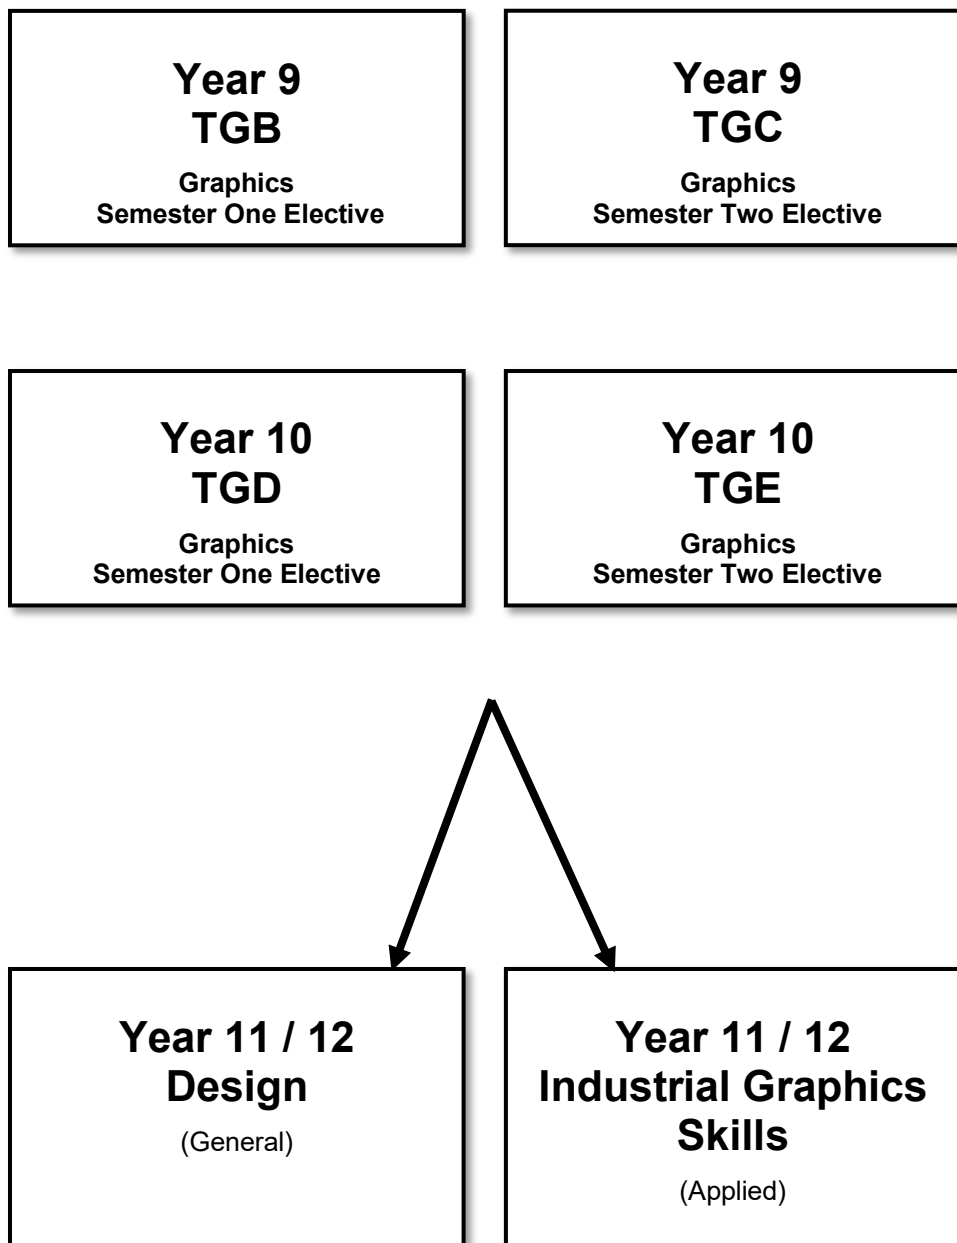 Year 9
TGB
Graphics
Semester One Elective
Year 9
TGC
Graphics
Semester Two Elective
Year 10
TGD
Graphics
Semester One Elective
Year 10
TGE
Graphics
Semester Two Elective
Year 11 / 12
Design
(General)
Year 11 / 12
Industrial Graphics
Skills
(Applied)